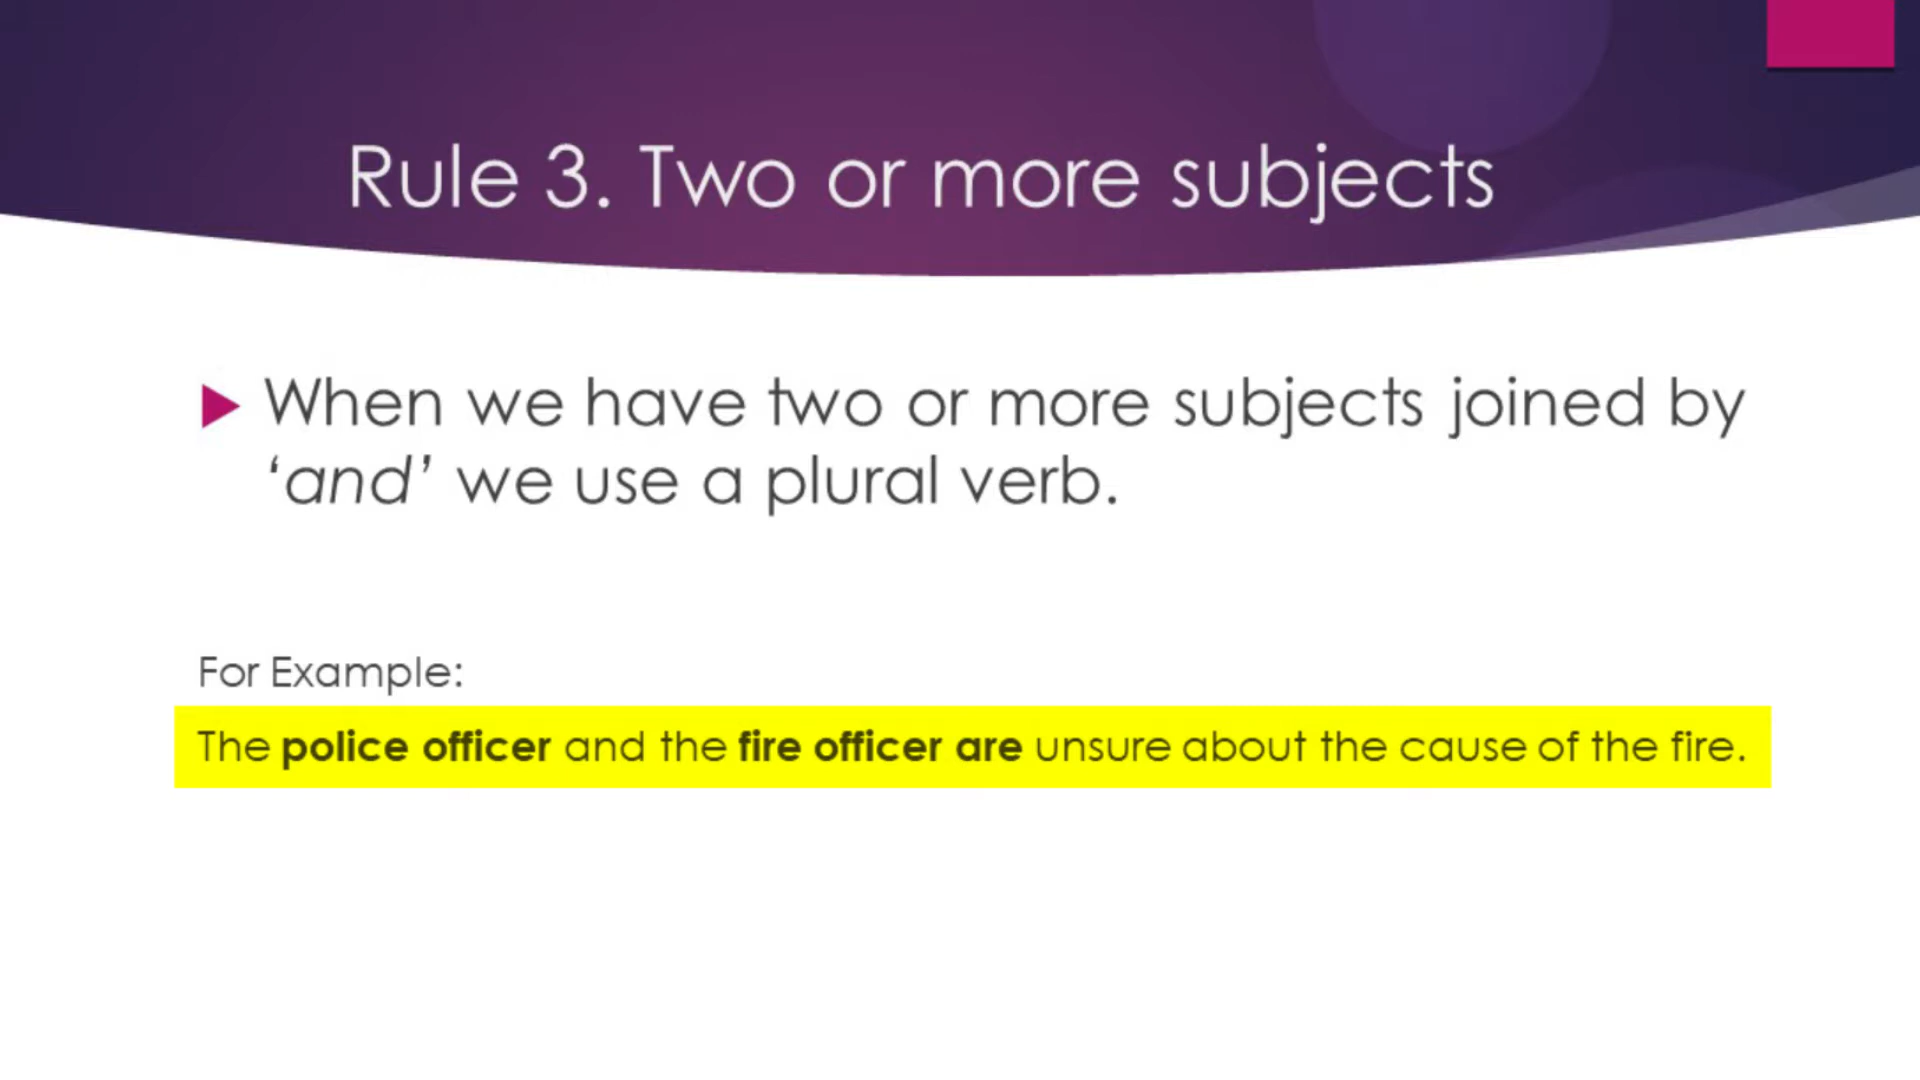 Rule 3. Two or more subjects
When we have two or more subjects joined by
‘and’ we use a plural verb.
For Example:
The police officer and the fire officer are unsure about the cause of the fire.